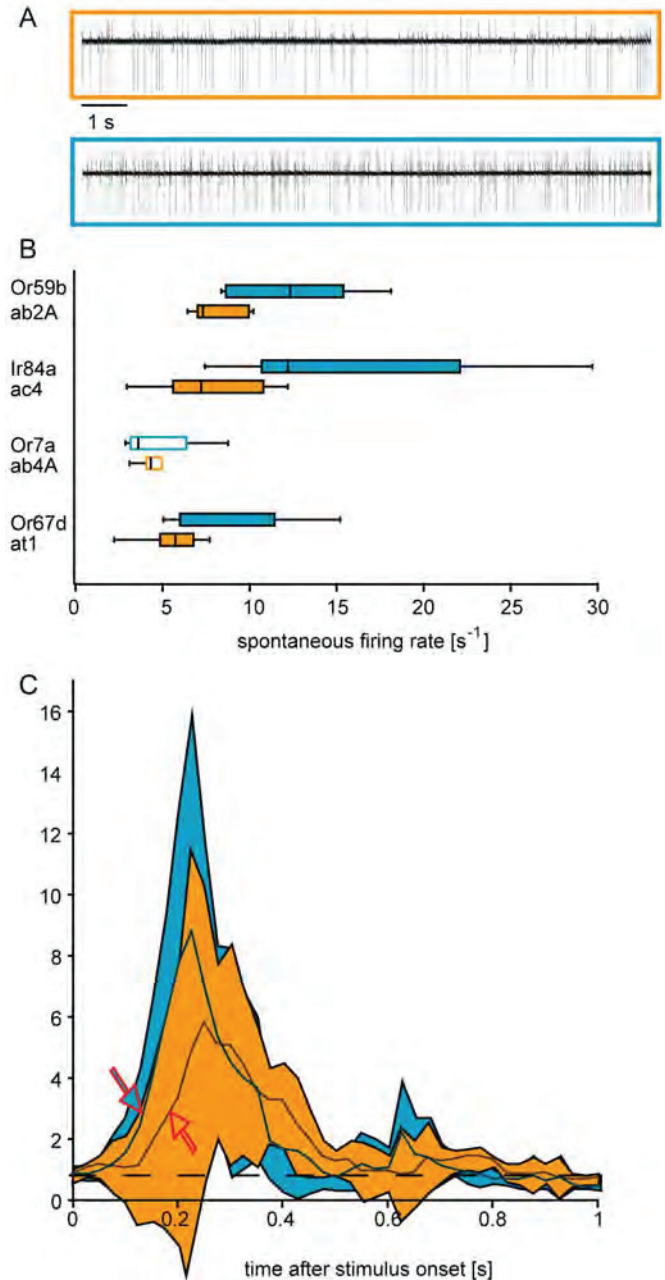 A
1 s
B
Or59b
ab2A
Ir84a
ac4
Or7a
ab4A
Or67d
at1
0 5 10 15 20 25 30
spontaneous firing rate [s⁻¹]
C
16
14
12
10
8
6
4
2
0
0 0.2 0.4 0.6 0.8 1
time after stimulus onset [s]